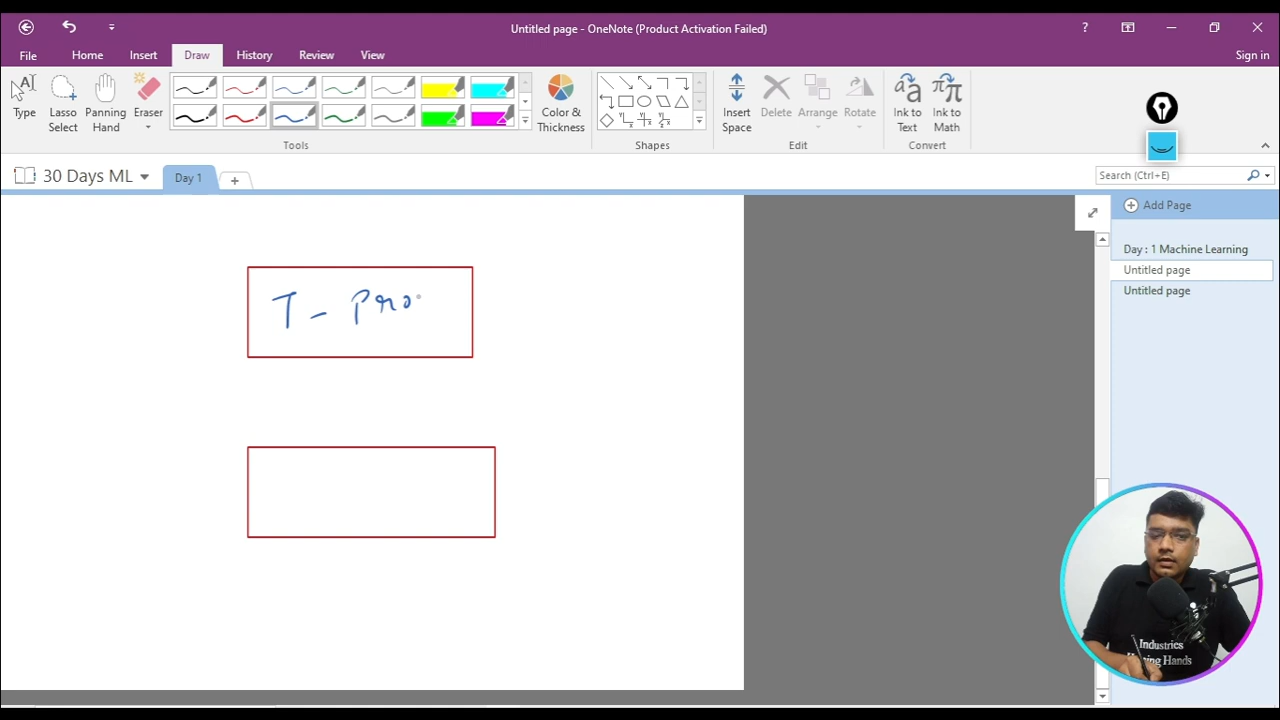 Untitled page - OneNote (Product Activation Failed)
?
File Home Insert Draw History Review View
Sign in
Type Lasso Select Panning Hand Eraser
Color & Thickness
Insert Space Delete Arrange Rotate
Ink to Text Ink to Math
Tools Shapes Edit Convert
30 Days ML Day 1
Search (Ctrl+E)
Add Page
Day : 1 Machine Learning
Untitled page
Untitled page
T - Pro
Industries
Hands